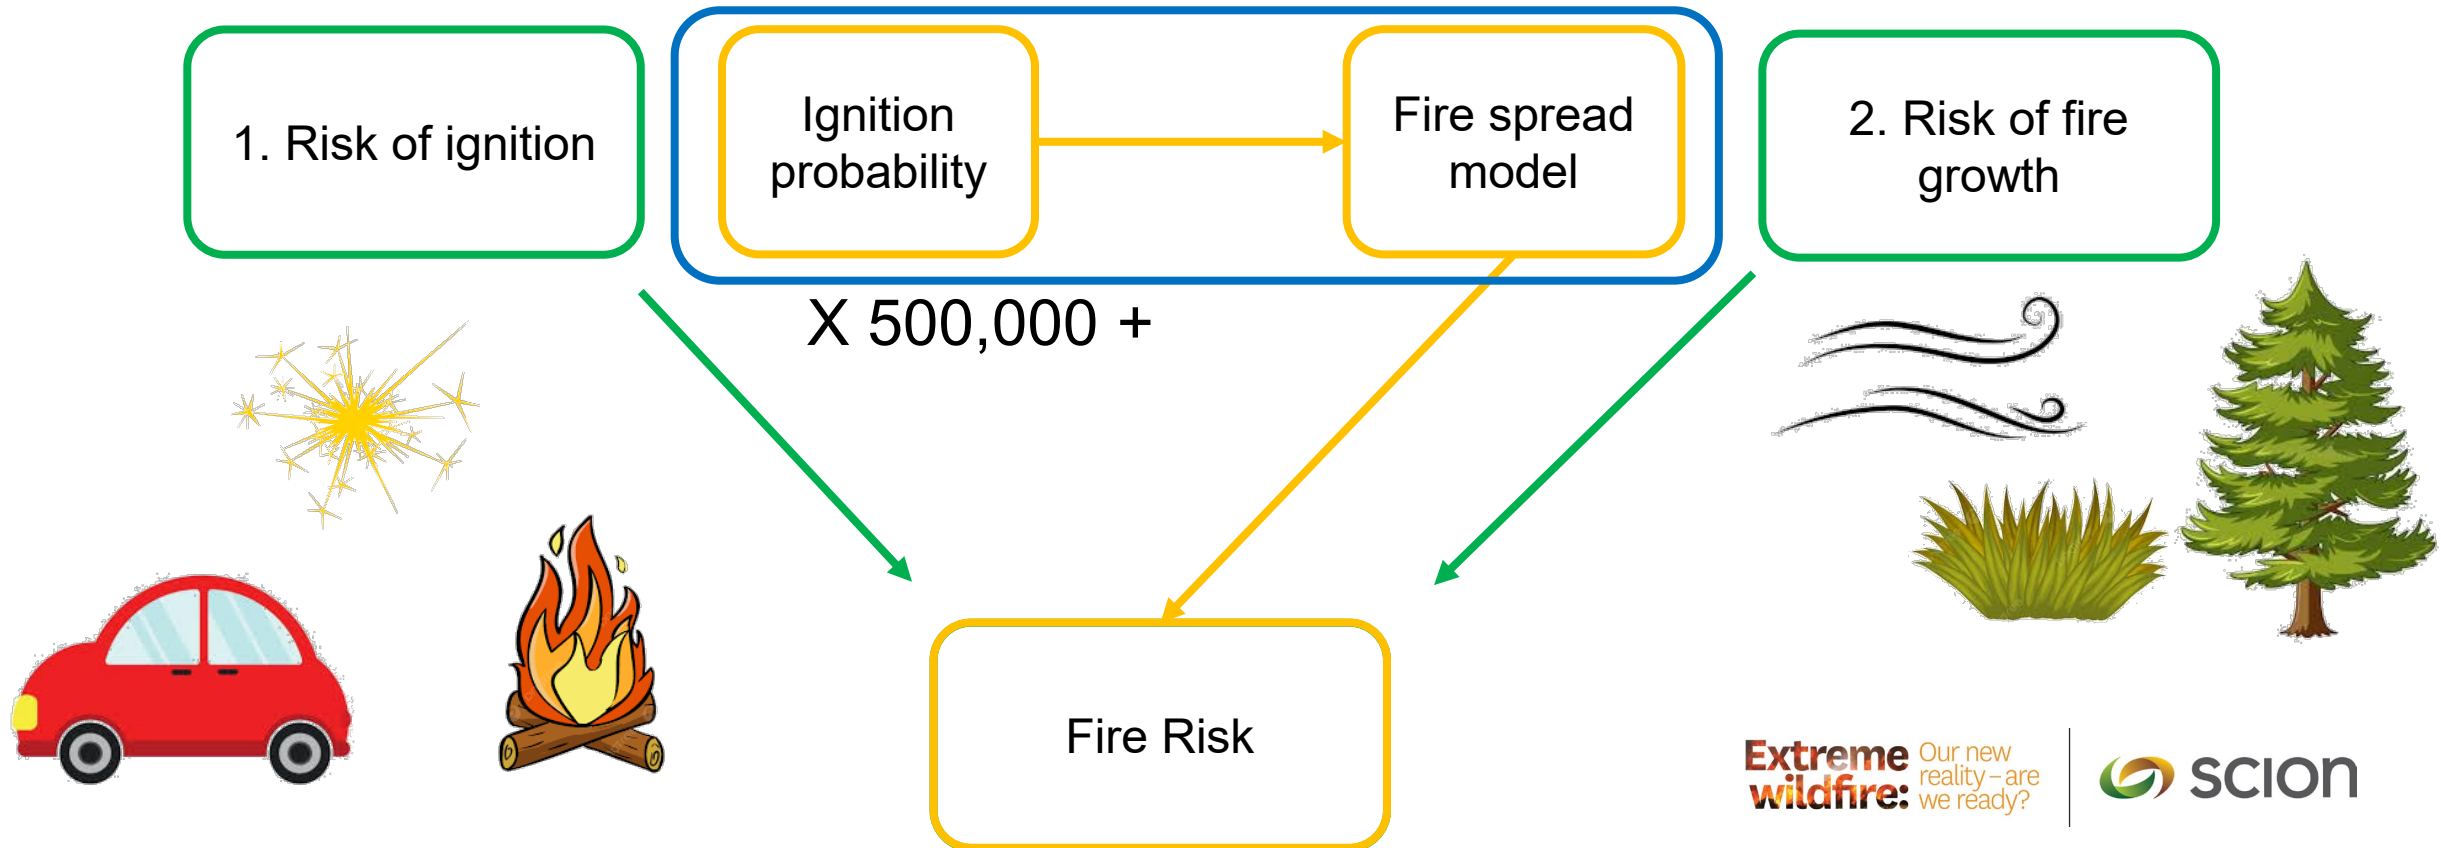 1. Risk of ignition
Ignition
probability
Fire spread
model
2. Risk of fire
growth
X 500,000 +
Fire Risk
Extreme
wildfire:
Our new
reality – are
we ready?
scion